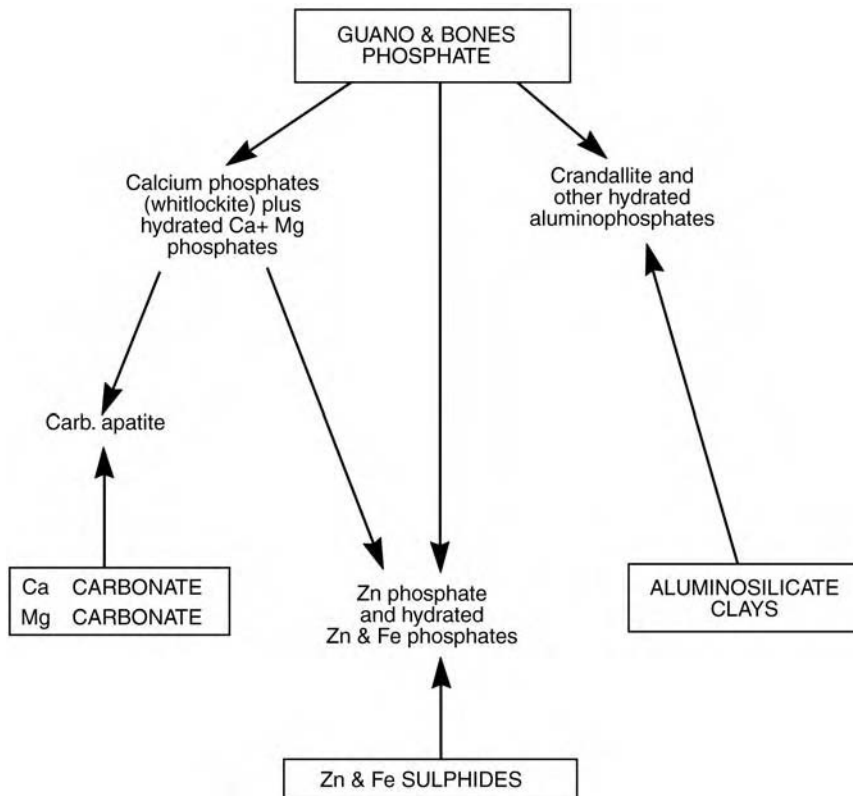 GUANO & BONES
PHOSPHATE
Calcium phosphates
(whitlockite) plus
hydrated Ca+ Mg
phosphates
Crandallite and
other hydrated
aluminophosphates
Carb. apatite
Ca CARBONATE
Mg CARBONATE
Zn phosphate
and hydrated
Zn & Fe phosphates
ALUMINOSILICATE
CLAYS
Zn & Fe SULPHIDES